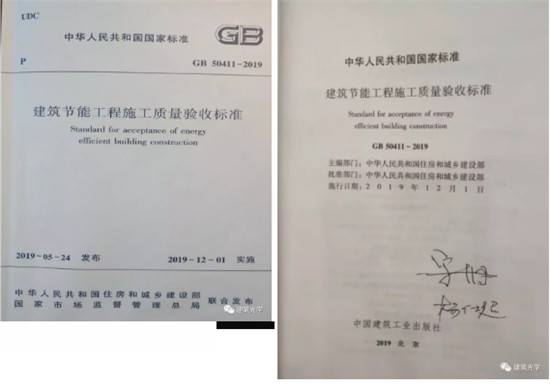 UDC
中华人民共和国国家标准
GB
P
GB 50411-2019
建筑节能工程施工质量验收标准
Standard for acceptance of energy
efficient building construction
2019-05-24 发布
2019-12-01 实施
中华人民共和国住房和城乡建设部
国家市场监督管理总局
联合发布
建筑光学
中华人民共和国国家标准
建筑节能工程施工质量验收标准
Standard for acceptance of energy
efficient building construction
GB 50411-2019
主编部门：中华人民共和国住房和城乡建设部
批准部门：中华人民共和国住房和城乡建设部
施行日期：2019年12月1日
中国建筑工业出版社
2019 北京
建筑光学